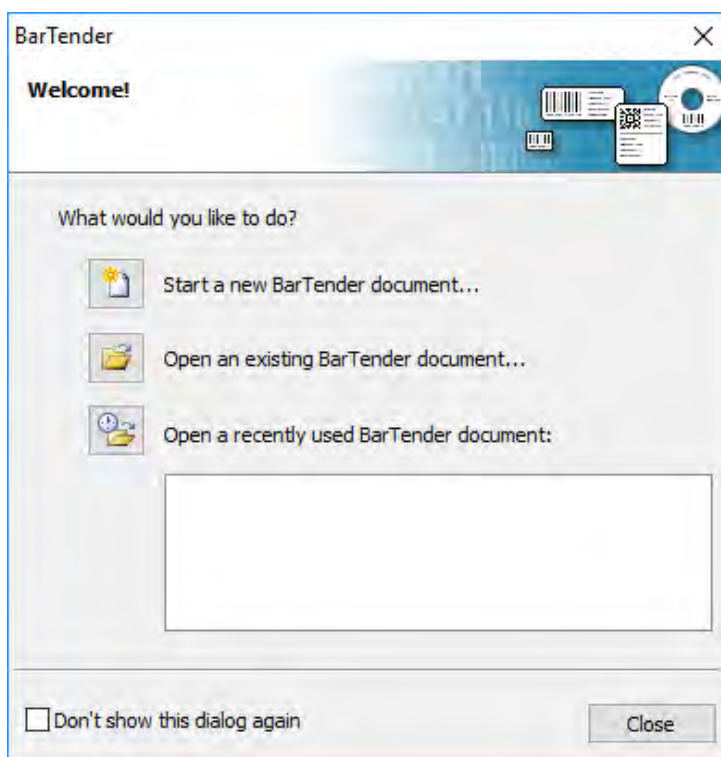 BarTender
Welcome!
What would you like to do?
Start a new BarTender document...
Open an existing BarTender document...
Open a recently used BarTender document:
Don't show this dialog again
Close